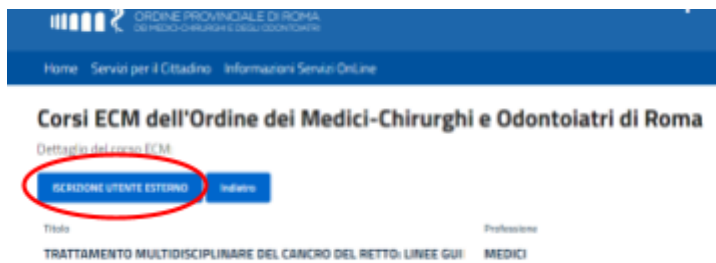 ORDINE PROVINCIALE DI ROMA
DEI MEDICI-CHIRURGHI E DEGLI ODONTOIATRI
Home Servizi per il Cittadino Informazioni Servizi OnLine
Corsi ECM dell'Ordine dei Medici-Chirurghi e Odontoiatri di Roma
Dettaglio del corso ECM:
ISCRIZIONE UTENTE ESTERNO Indietro
Titolo Professione
TRATTAMENTO MULTIDISCIPLINARE DEL CANCRO DEL RETTO: LINEE GUI MEDICI